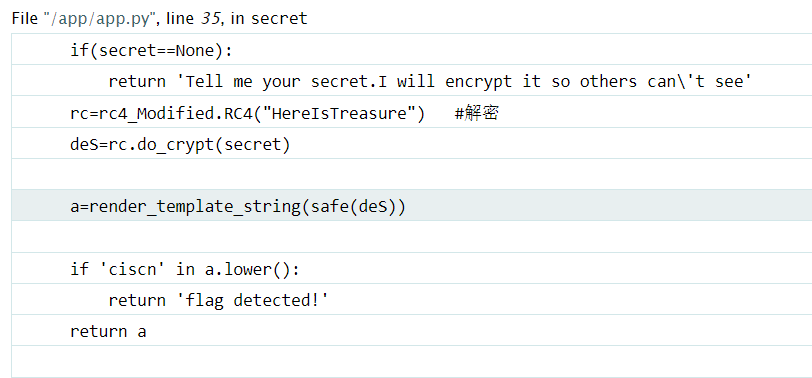 File "/app/app.py", line 35, in secret
if(secret==None):
return 'Tell me your secret.I will encrypt it so others can\'t see'
rc=rc4_Modified.RC4("HereIsTreasure")   #解密
deS=rc.do_crypt(secret)
a=render_template_string(safe(deS))
if 'ciscn' in a.lower():
return 'flag detected!'
return a